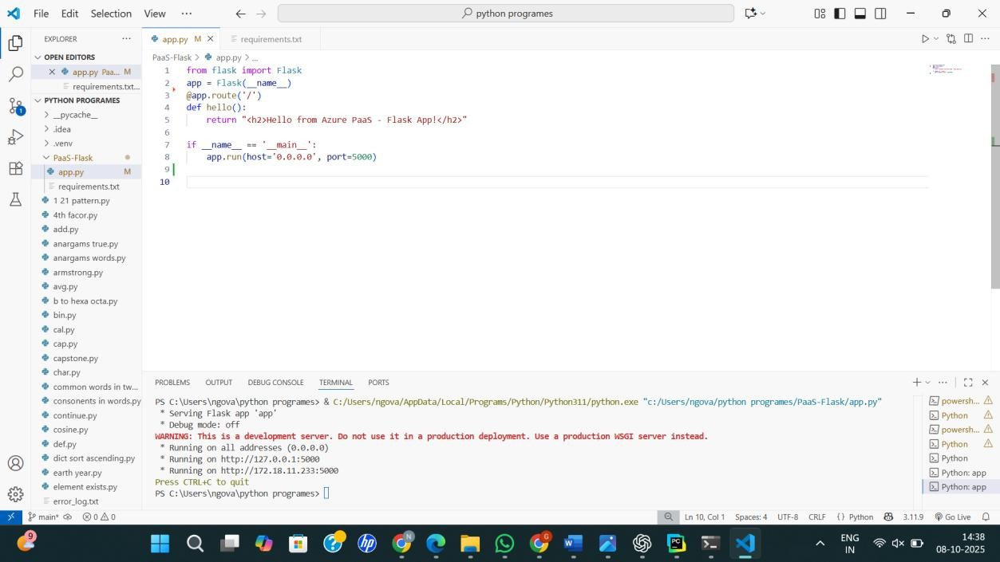 File Edit Selection View ··· python programes
EXPLORER ···
OPEN EDITORS
app.py PaaS-... M
requirements.txt...
PYTHON PROGRAMES
__pycache__
.idea
.venv
PaaS-Flask
app.py M
requirements.txt
1 21 pattern.py
4th facor.py
add.py
anargams true.py
anargams words.py
armstrong.py
avg.py
b to hexa octa.py
bin.py
cal.py
cap.py
capstone.py
char.py
common words in tw...
consonents in words.py
continue.py
cosine.py
def.py
dict sort ascending.py
earth year.py
element exists.py
error_log.txt
1
app.py M requirements.txt
PaaS-Flask > app.py > ...
1 from flask import Flask
2 app = Flask(__name__)
3 @app.route('/')
4 def hello():
5     return "<h2>Hello from Azure PaaS - Flask App!</h2>"
6
7 if __name__ == '__main__':
8     app.run(host='0.0.0.0', port=5000)
9
10
PROBLEMS OUTPUT DEBUG CONSOLE TERMINAL PORTS
PS C:\Users\ngova\python programes> & C:/Users/ngova/AppData/Local/Programs/Python/Python311/python.exe "c:/Users/ngova/python programes/PaaS-Flask/app.py"
 * Serving Flask app 'app'
 * Debug mode: off
WARNING: This is a development server. Do not use it in a production deployment. Use a production WSGI server instead.
 * Running on all addresses (0.0.0.0)
 * Running on http://127.0.0.1:5000
 * Running on http://172.18.11.233:5000
Press CTRL+C to quit
PS C:\Users\ngova\python programes>
powersh...
Python
powersh...
Python
Python
Python: app
Python: app
main* 0 0 Ln 10, Col 1 Spaces: 4 UTF-8 CRLF {} Python 3.11.9 Go Live
9 hp N G W PC ENG IN 14:38 08-10-2025